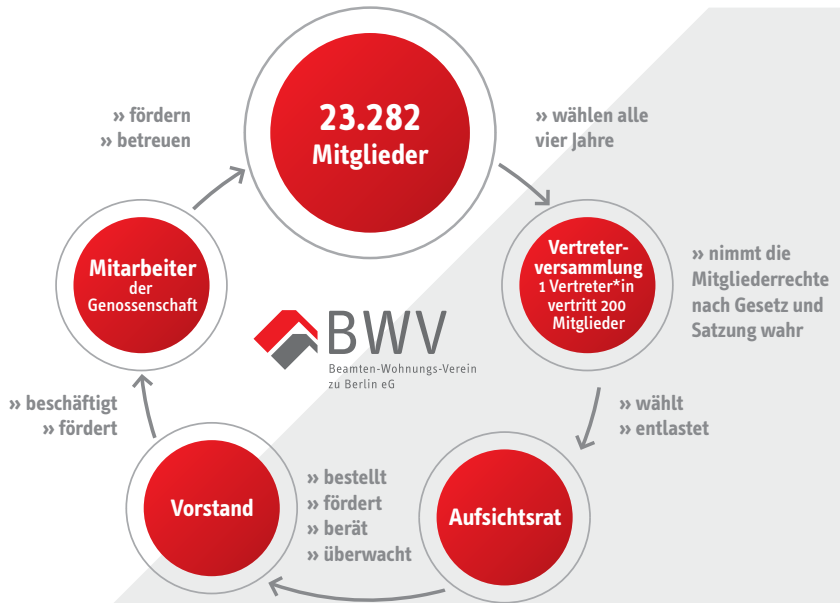 23.282
Mitglieder
» wählen alle
vier Jahre
Vertreter-
versammlung
1 Vertreter*in
vertritt 200
Mitglieder
» nimmt die
Mitgliederrechte
nach Gesetz und
Satzung wahr
» wählt
» entlastet
Aufsichtsrat
» bestellt
» fördert
» berät
» überwacht
Vorstand
» beschäftigt
» fördert
Mitarbeiter
der
Genossenschaft
» fördern
» betreuen
BWV
Beamten-Wohnungs-Verein
zu Berlin eG